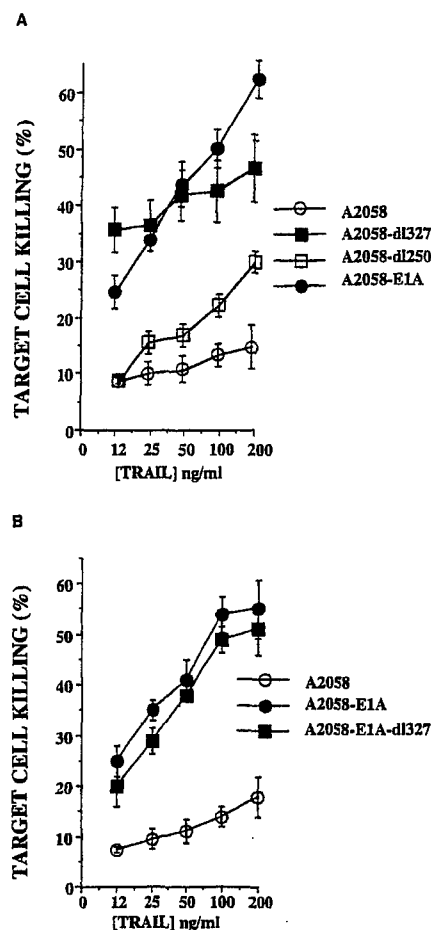 A
TARGET CELL KILLING (%)
60
50
40
30
20
10
0
0 12 25 50 100 200
[TRAIL] ng/ml
A2058
A2058-dl327
A2058-dl250
A2058-E1A
B
TARGET CELL KILLING (%)
60
50
40
30
20
10
0
0 12 25 50 100 200
[TRAIL] ng/ml
A2058
A2058-E1A
A2058-E1A-dl327